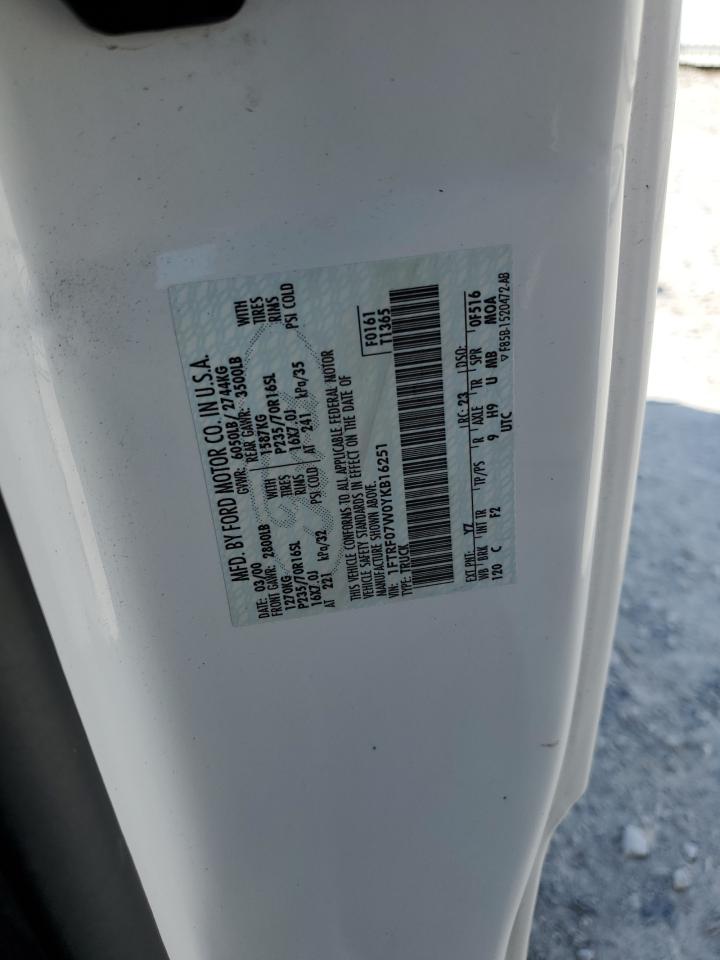 MFD. BY FORD MOTOR CO. IN U.S.A.
DATE: 03/00 GVWR: 6050LB/ 2744KG
FRONT GAWR: 2800LB REAR GAWR: 3500LB
1270KG 1587KG WITH
P235/70R16SL WITH TIRES P235/70R16SL TIRES
16X7.0J RIMS 16X7.0J RIMS
AT 221 kPa/32 PSI COLD AT 241 kPa/35 PSI COLD
THIS VEHICLE CONFORMS TO ALL APPLICABLE FEDERAL MOTOR
VEHICLE SAFETY STANDARDS IN EFFECT ON THE DATE OF
MANUFACTURE SHOWN ABOVE.
VIN: 1FTRF07W0YKB16251 F0161
TYPE: TRUCK T1365
EXT PNT: YZ RC: 23 DSO:
WB BRK INT TR TP/PS R AXLE TR SPR 0F516
120 C F2 9 H9 U MB MOA
UTC ▽ F85B-1520472-AB